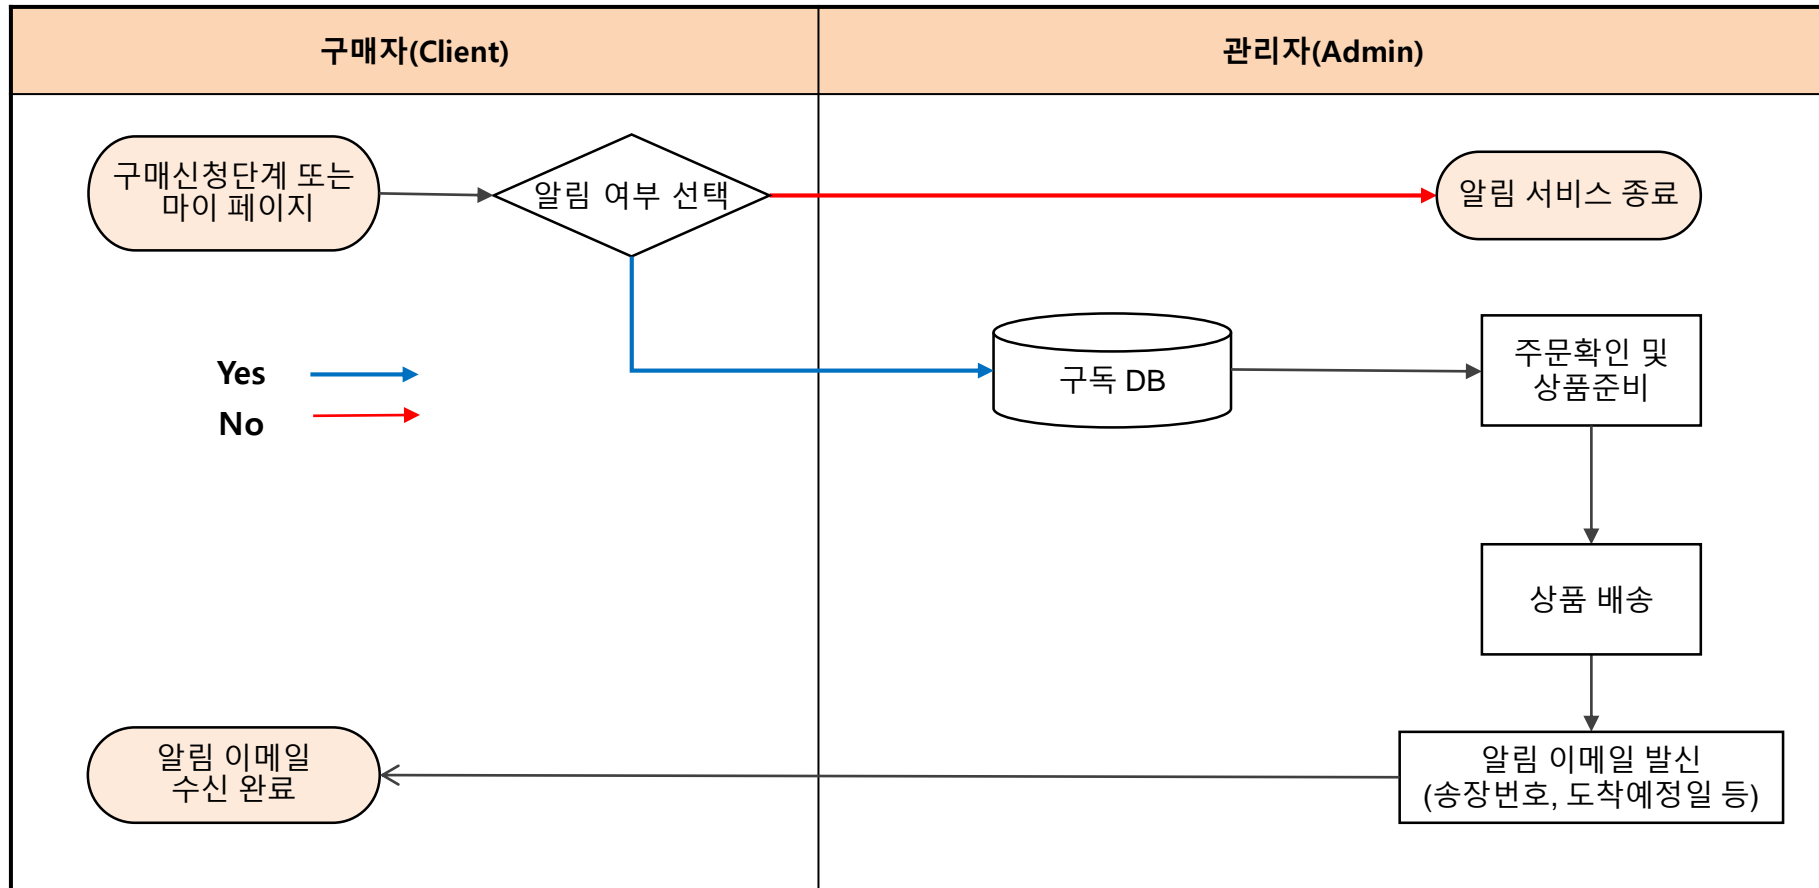 구매자(Client)
관리자(Admin)
구매신청단계 또는
마이 페이지
알림 여부 선택
알림 서비스 종료
Yes
No
구독 DB
주문확인 및
상품준비
상품 배송
알림 이메일
수신 완료
알림 이메일 발신
(송장번호, 도착예정일 등)